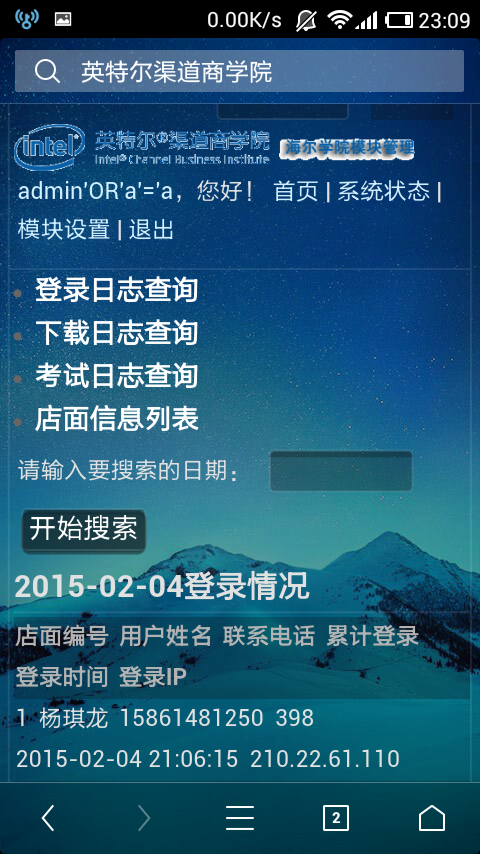 0.00K/s 23:09
英特尔渠道商学院
intel 英特尔®渠道商学院 海尔学院模块管理
Intel® Channel Business Institute
admin'OR'a'='a，您好！ 首页 | 系统状态 |
模块设置 | 退出
登录日志查询
下载日志查询
考试日志查询
店面信息列表
请输入要搜索的日期：
开始搜索
2015-02-04登录情况
店面编号 用户姓名 联系电话 累计登录
登录时间 登录IP
1 杨琪龙 15861481250 398
2015-02-04 21:06:15 210.22.61.110
2